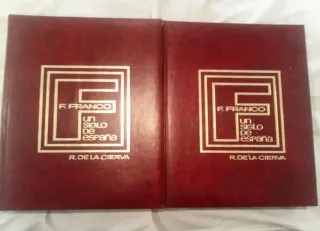 F. FRANCO
un
siglo
de
españa
R. DE LA CIERVA
F. FRANCO
un
siglo
de
españa
R. DE LA CIERVA